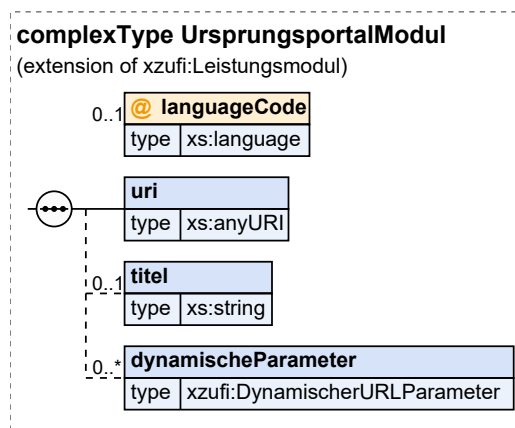 complexType UrsprungsportalModul
(extension of xzufi:Leistungsmodul)
0..1 @ languageCode
type xs:language
uri
type xs:anyURI
0..1 titel
type xs:string
0..* dynamischeParameter
type xzufi:DynamischerURLParameter